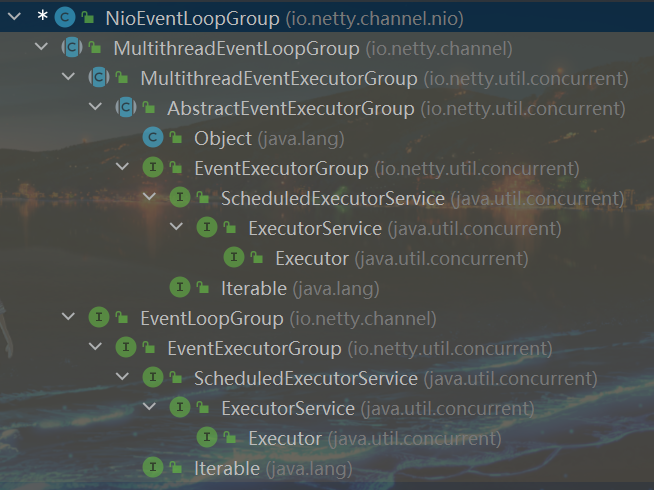 * C NioEventLoopGroup (io.netty.channel.nio)
C MultithreadEventLoopGroup (io.netty.channel)
C MultithreadEventExecutorGroup (io.netty.util.concurrent)
C AbstractEventExecutorGroup (io.netty.util.concurrent)
C Object (java.lang)
I EventExecutorGroup (io.netty.util.concurrent)
I ScheduledExecutorService (java.util.concurrent)
I ExecutorService (java.util.concurrent)
I Executor (java.util.concurrent)
I Iterable (java.lang)
I EventLoopGroup (io.netty.channel)
I EventExecutorGroup (io.netty.util.concurrent)
I ScheduledExecutorService (java.util.concurrent)
I ExecutorService (java.util.concurrent)
I Executor (java.util.concurrent)
I Iterable (java.lang)